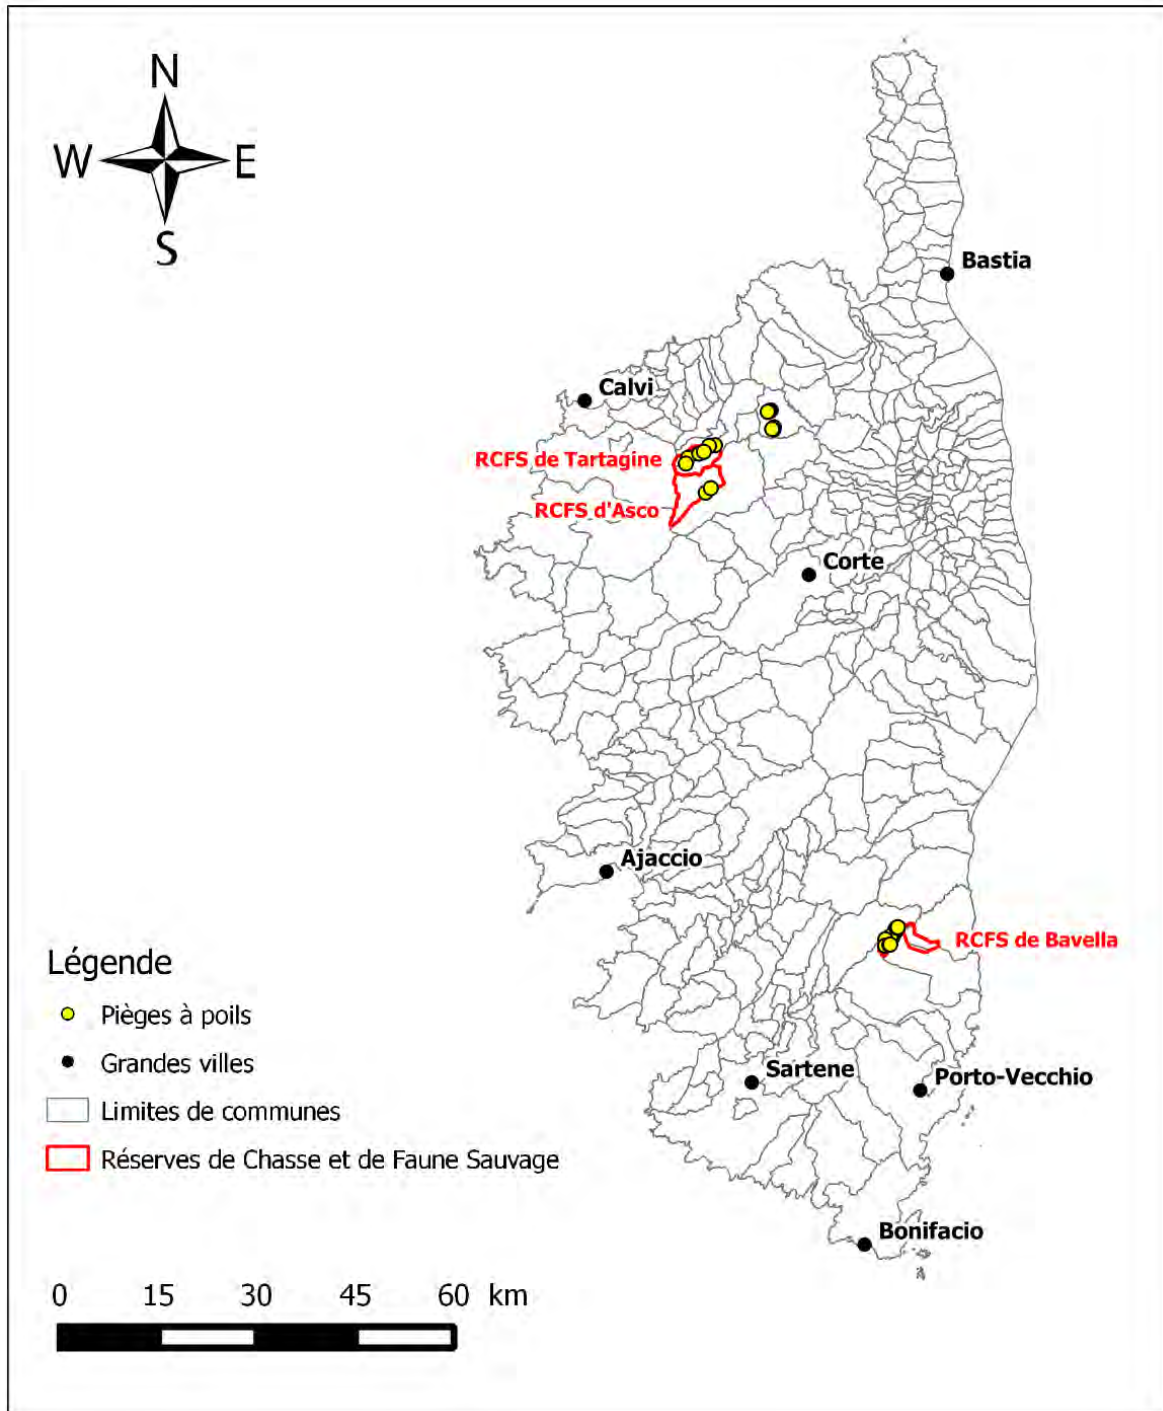 N
W
E
S
Bastia
Calvi
RCFS de Tartagine
RCFS d'Asco
Corte
Ajaccio
RCFS de Bavella
Sartene
Porto-Vecchio
Bonifacio
Légende
Pièges à poils
Grandes villes
Limites de communes
Réserves de Chasse et de Faune Sauvage
0 15 30 45 60 km